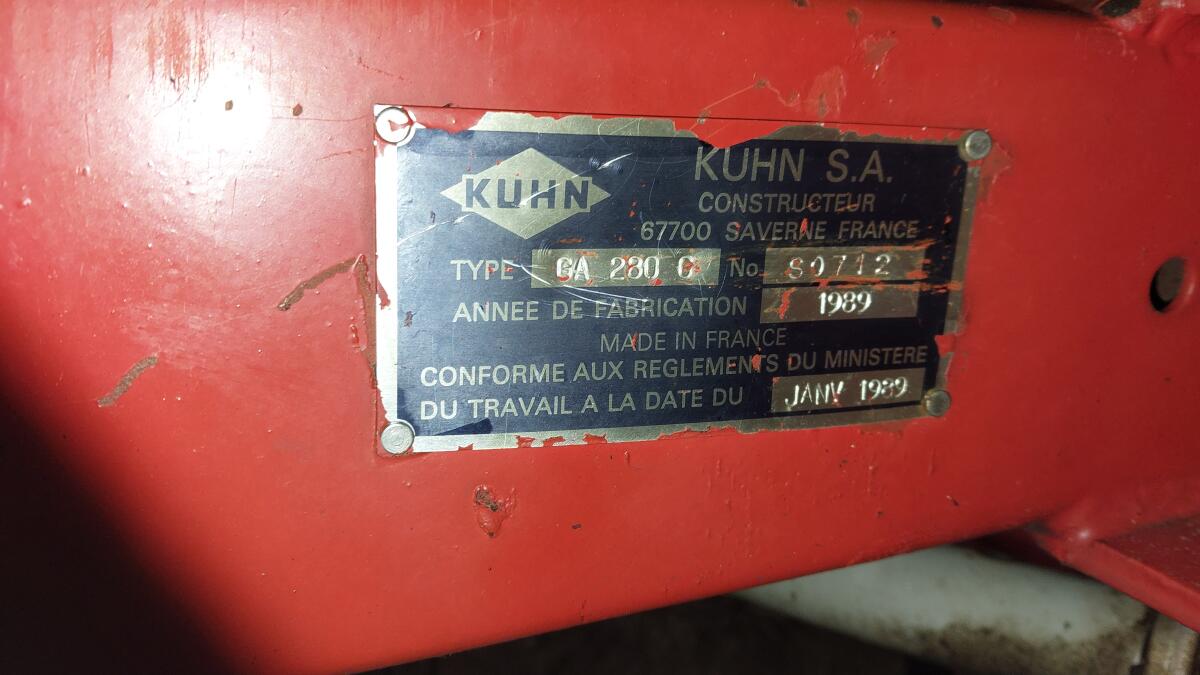 KUHN
KUHN S.A.
CONSTRUCTEUR
67700 SAVERNE FRANCE
TYPE GA 280 G No 80712
ANNEE DE FABRICATION 1989
MADE IN FRANCE
CONFORME AUX REGLEMENTS DU MINISTERE
DU TRAVAIL A LA DATE DU JANV 1989